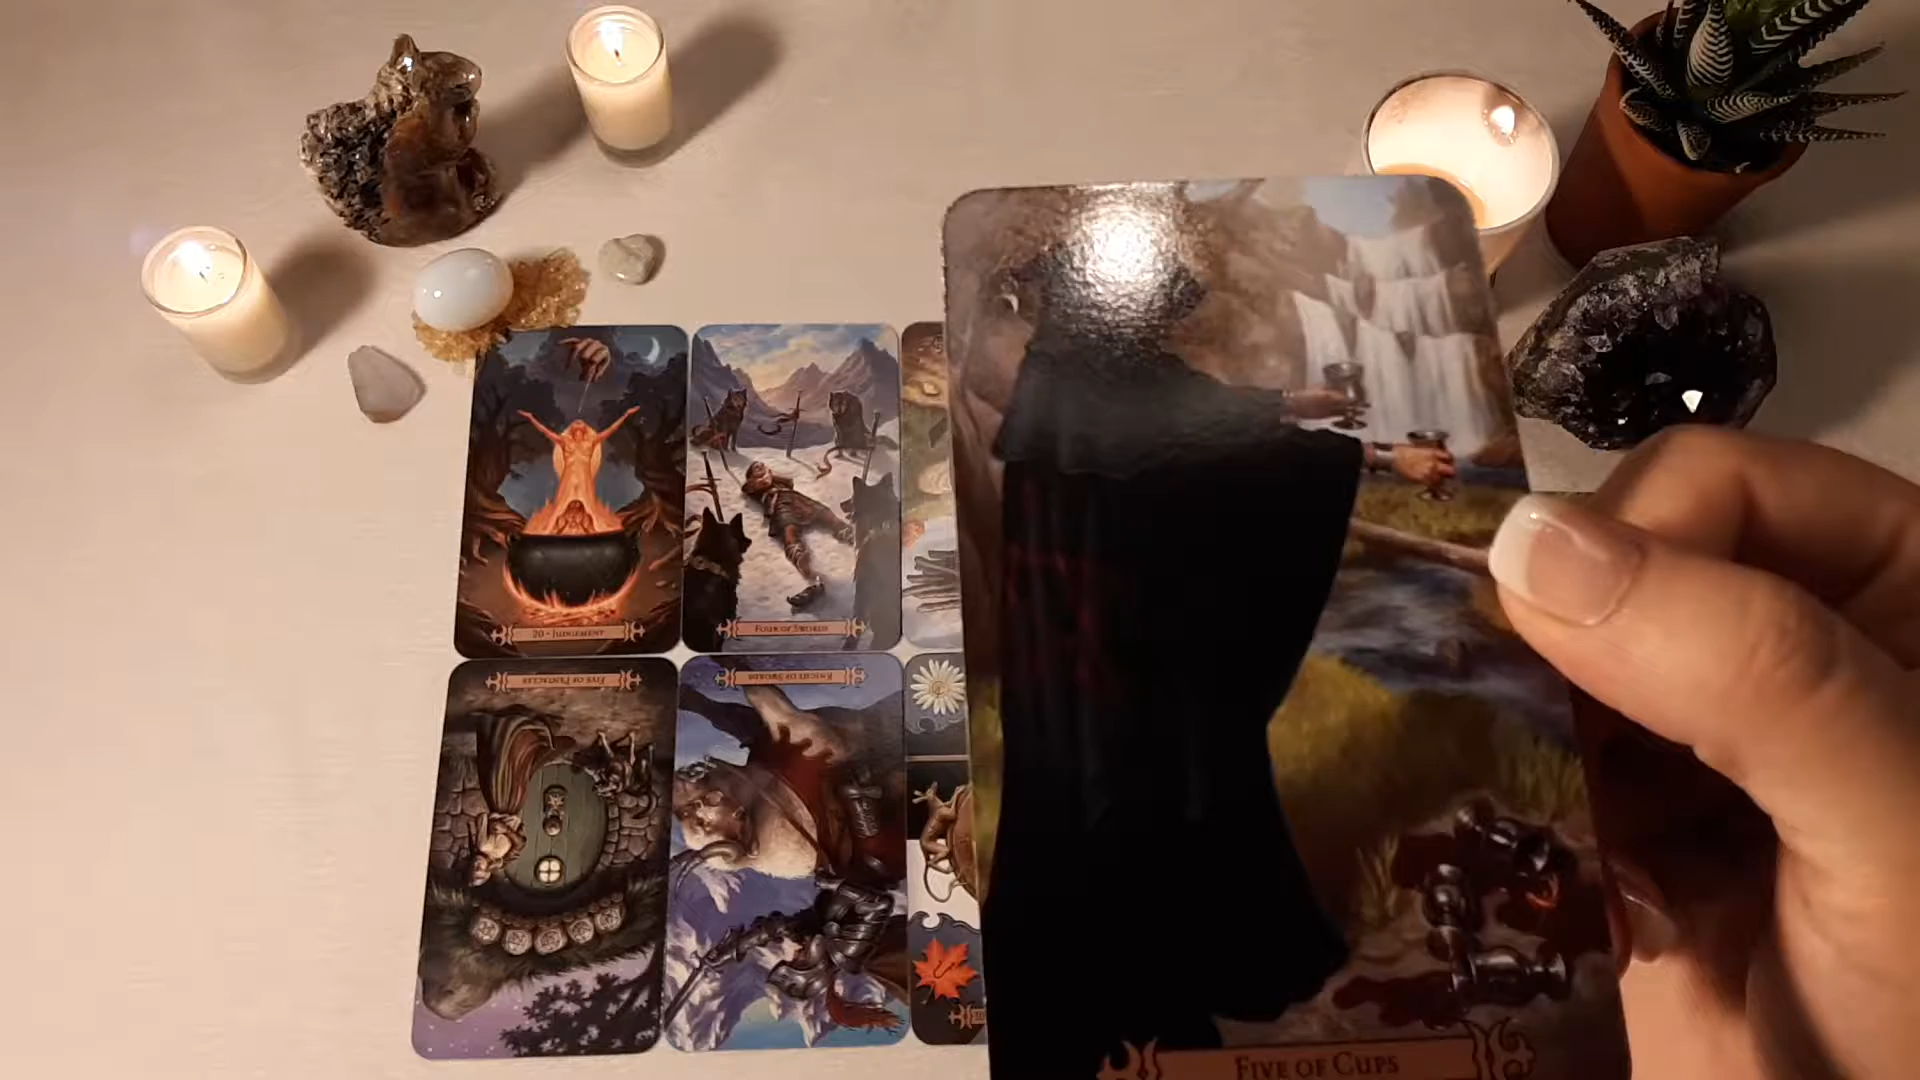 20 - Judgement
Four of Swords
Five of Pentacles
Knight of Swords
Five of Cups